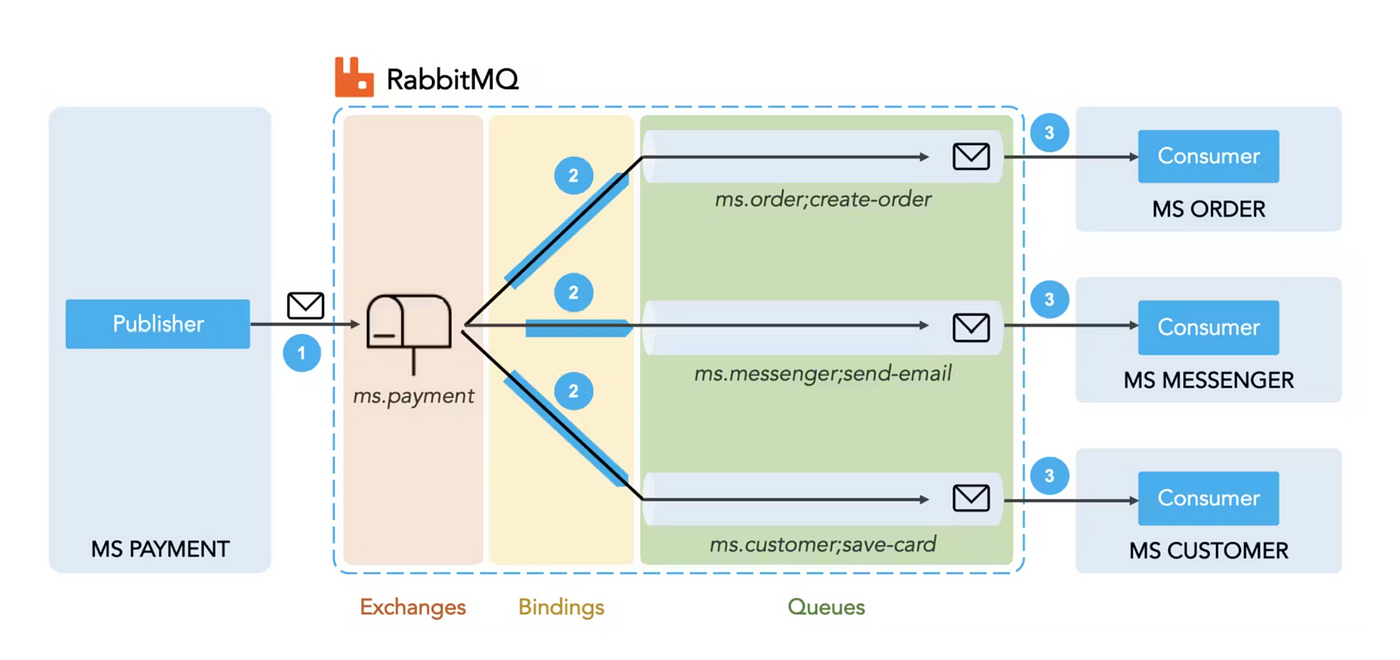 RabbitMQ
Publisher
1
MS PAYMENT
ms.payment
2
2
2
ms.order;create-order
ms.messenger;send-email
ms.customer;save-card
3
Consumer
MS ORDER
3
Consumer
MS MESSENGER
3
Consumer
MS CUSTOMER
Exchanges
Bindings
Queues